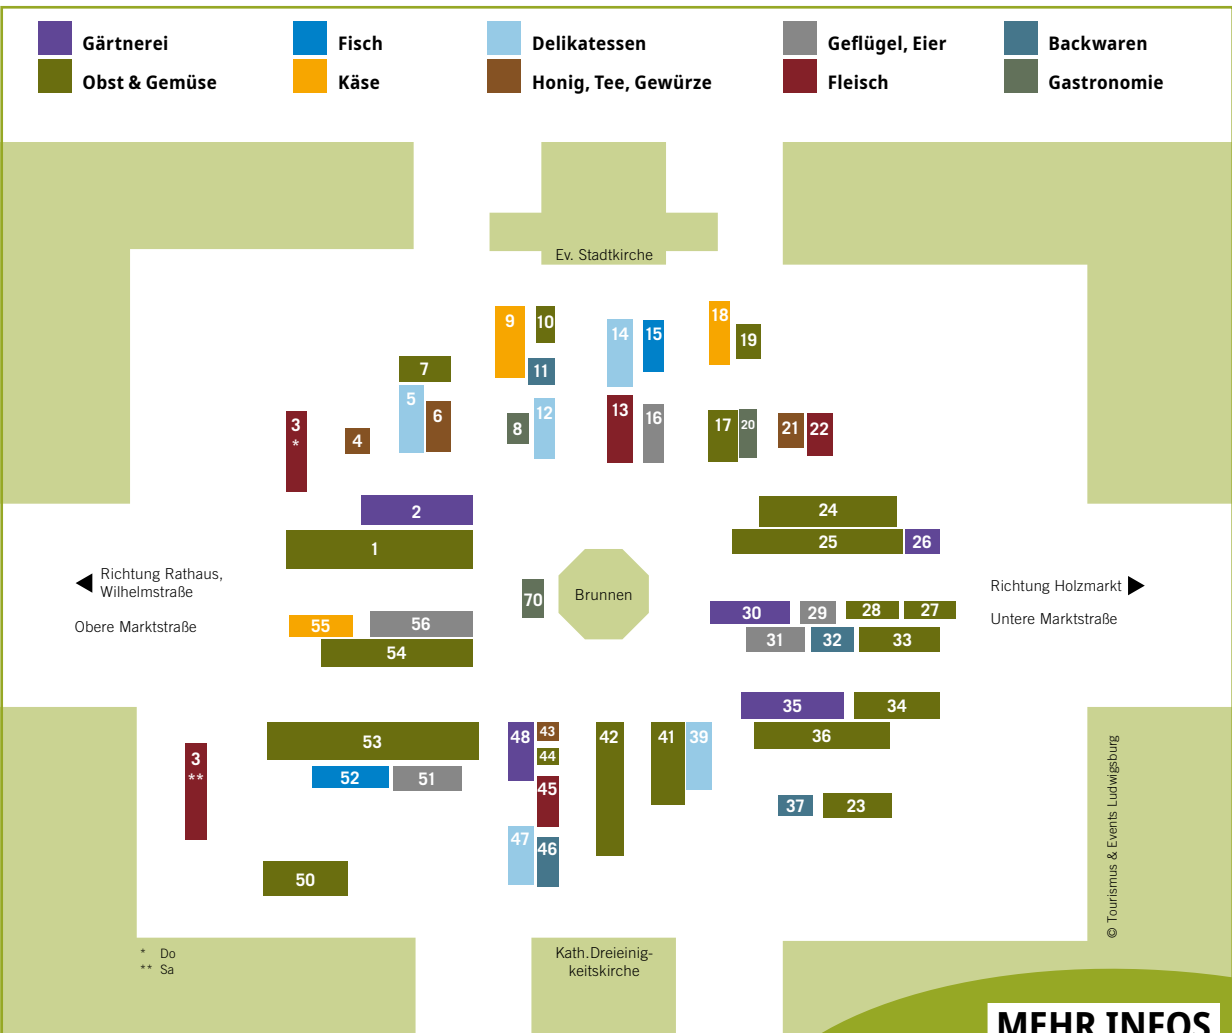 Gärtnerei
Fisch
Delikatessen
Geflügel, Eier
Backwaren
Obst & Gemüse
Käse
Honig, Tee, Gewürze
Fleisch
Gastronomie
Ev. Stadtkirche
9
10
14
15
18
19
7
11
5
6
3
*
4
8
12
13
16
17
20
21
22
2
1
24
25
26
Richtung Rathaus,
Wilhelmstraße
Obere Marktstraße
70
Brunnen
Richtung Holzmarkt
Untere Marktstraße
55
56
54
30
29
28
27
31
32
33
35
34
36
53
52
51
48
43
44
45
47
46
42
41
39
37
23
3
**
50
* Do
** Sa
Kath.Dreieinig-
keitskirche
© Tourismus & Events Ludwigsburg
MEHR INFOS